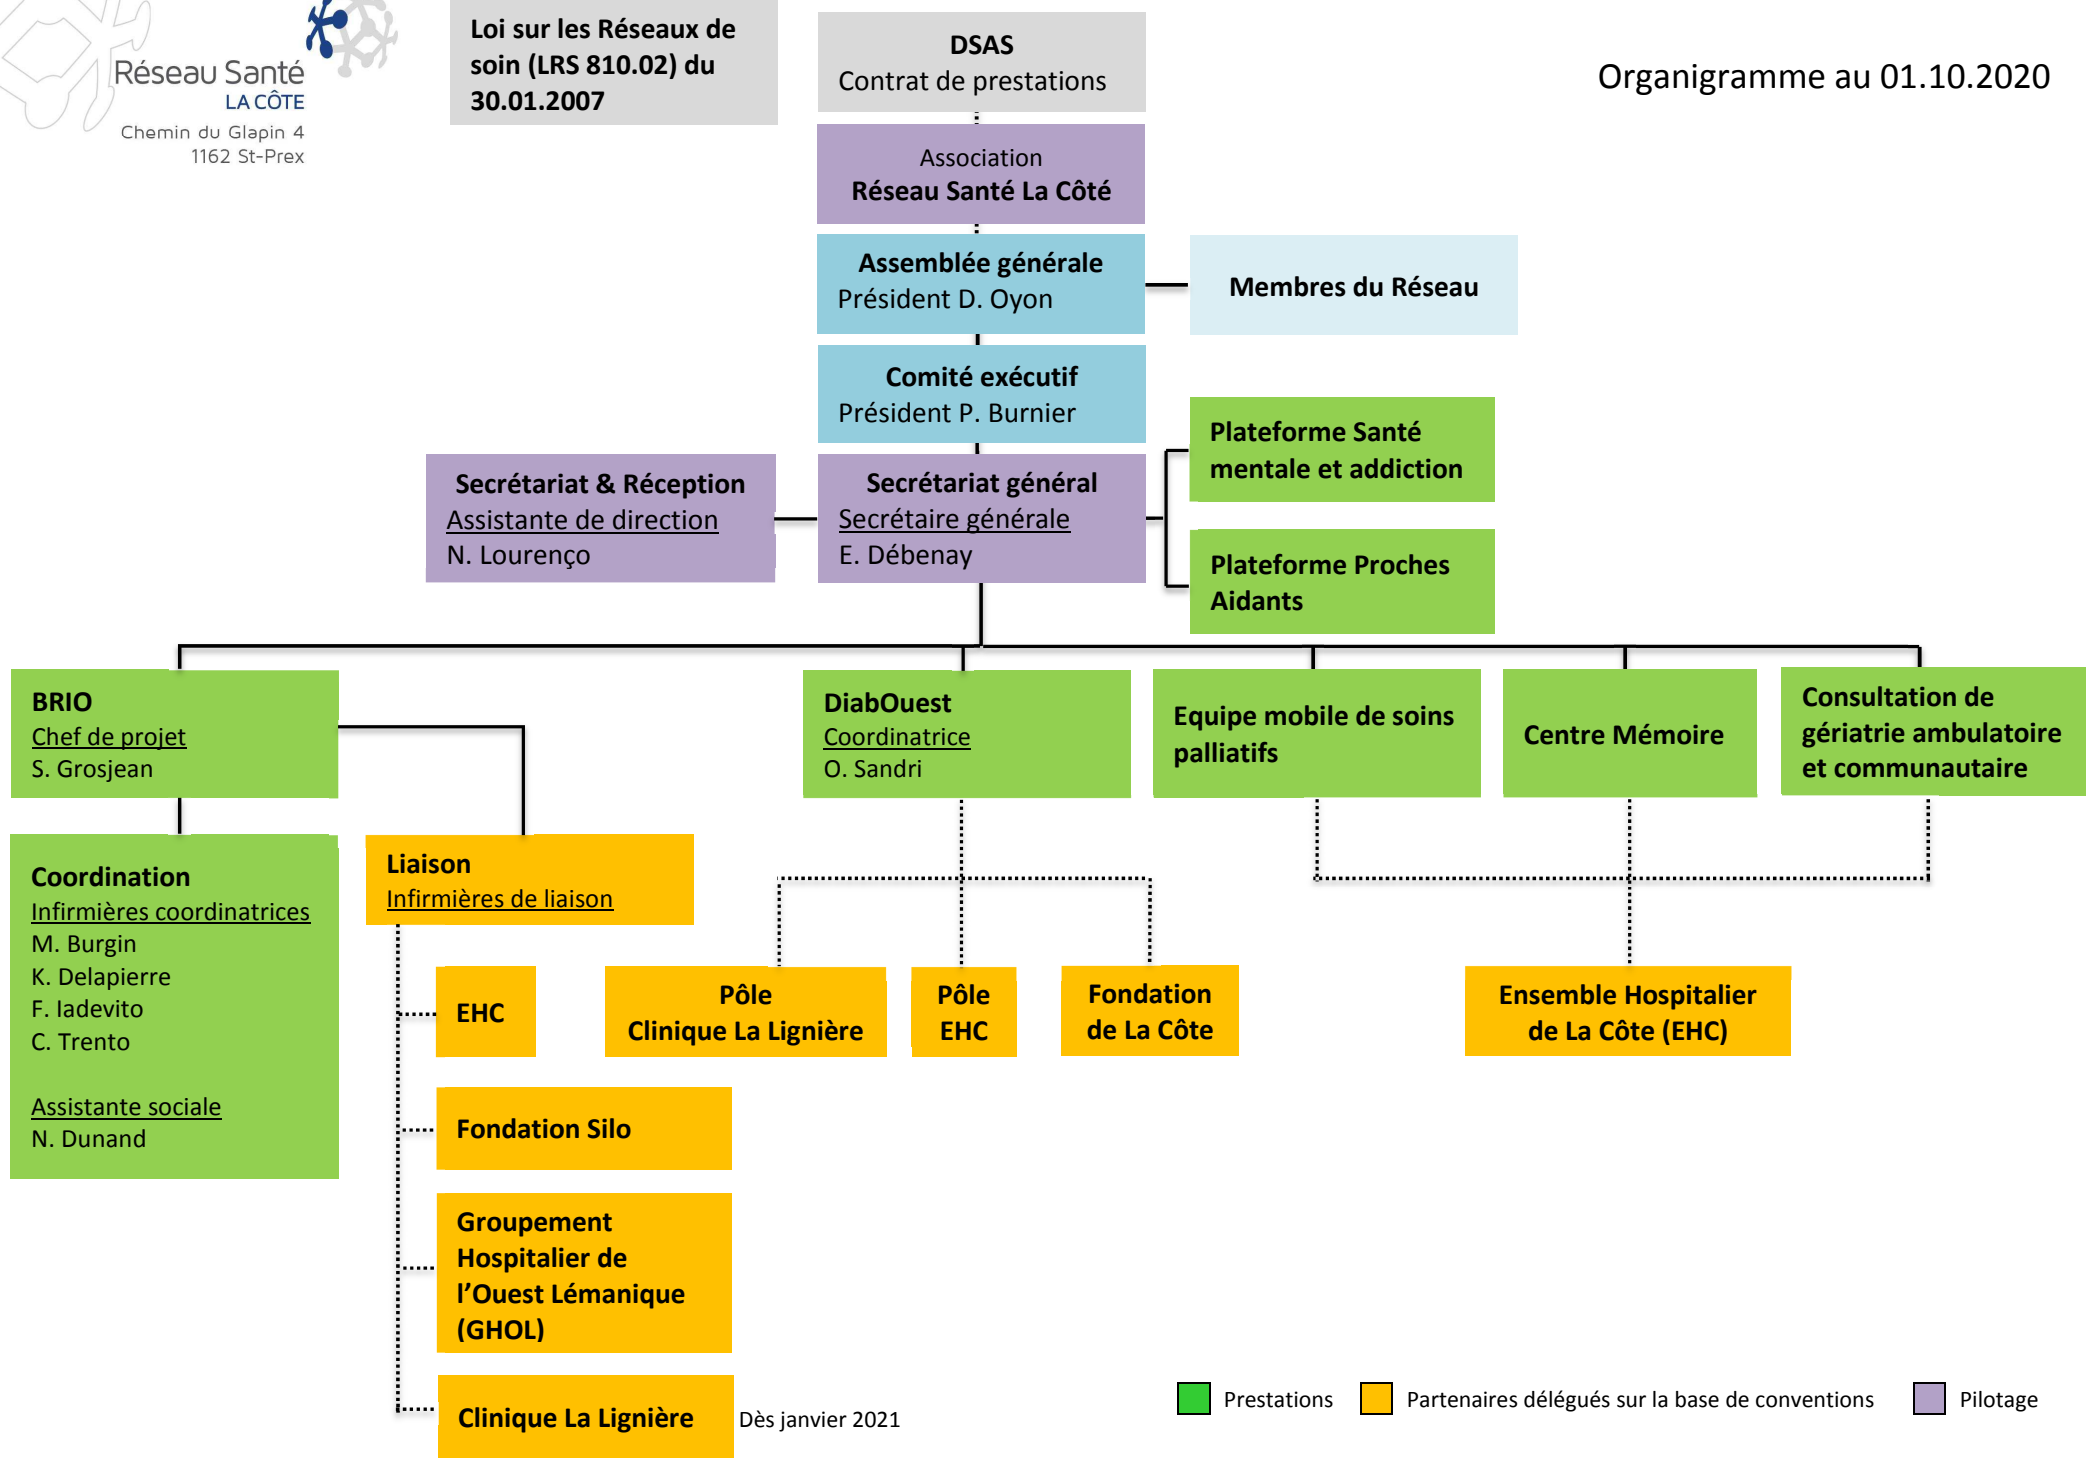 Réseau Santé
LA CÔTE
Chemin du Glapin 4
1162 St-Prex
Loi sur les Réseaux de
soin (LRS 810.02) du
30.01.2007
DSAS
Contrat de prestations
Organigramme au 01.10.2020
Association
Réseau Santé La Côté
Assemblée générale
Président D. Oyon
Membres du Réseau
Comité exécutif
Président P. Burnier
Plateforme Santé
mentale et addiction
Secrétariat & Réception
Assistante de direction
N. Lourenço
Secrétariat général
Secrétaire générale
E. Débenay
Plateforme Proches
Aidants
BRIO
Chef de projet
S. Grosjean
DiabOuest
Coordinatrice
O. Sandri
Equipe mobile de soins
palliatifs
Centre Mémoire
Consultation de
gériatrie ambulatoire
et communautaire
Coordination
Infirmières coordinatrices
M. Burgin
K. Delapierre
F. Iadevito
C. Trento
Assistante sociale
N. Dunand
Liaison
Infirmières de liaison
EHC
Pôle
Clinique La Lignière
Pôle
EHC
Fondation
de La Côte
Ensemble Hospitalier
de La Côte (EHC)
Fondation Silo
Groupement
Hospitalier de
l’Ouest Lémanique
(GHOL)
Clinique La Lignière
Dès janvier 2021
Prestations
Partenaires délégués sur la base de conventions
Pilotage